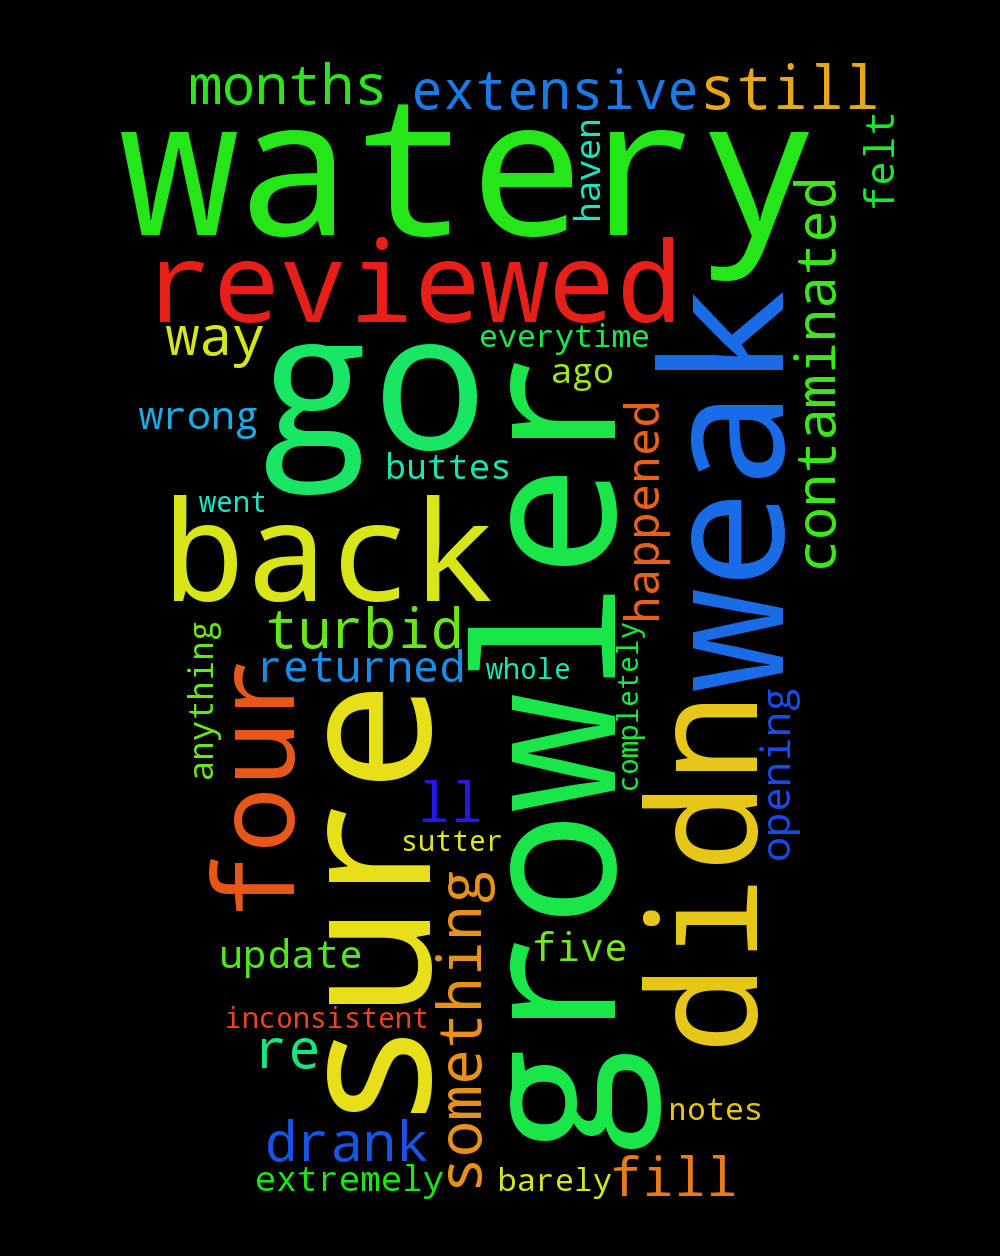 months
extensive
still
watery
haven
felt
reviewed
contaminated
way
everytime
go
ago
weak
wrong
buttes
happened
went
back
growler
turbid
returned
whole
completely
anything
four
sure
didn
opening
ll
sutter
something
five
update
inconsistent
re
notes
drank
extremely
barely
fill